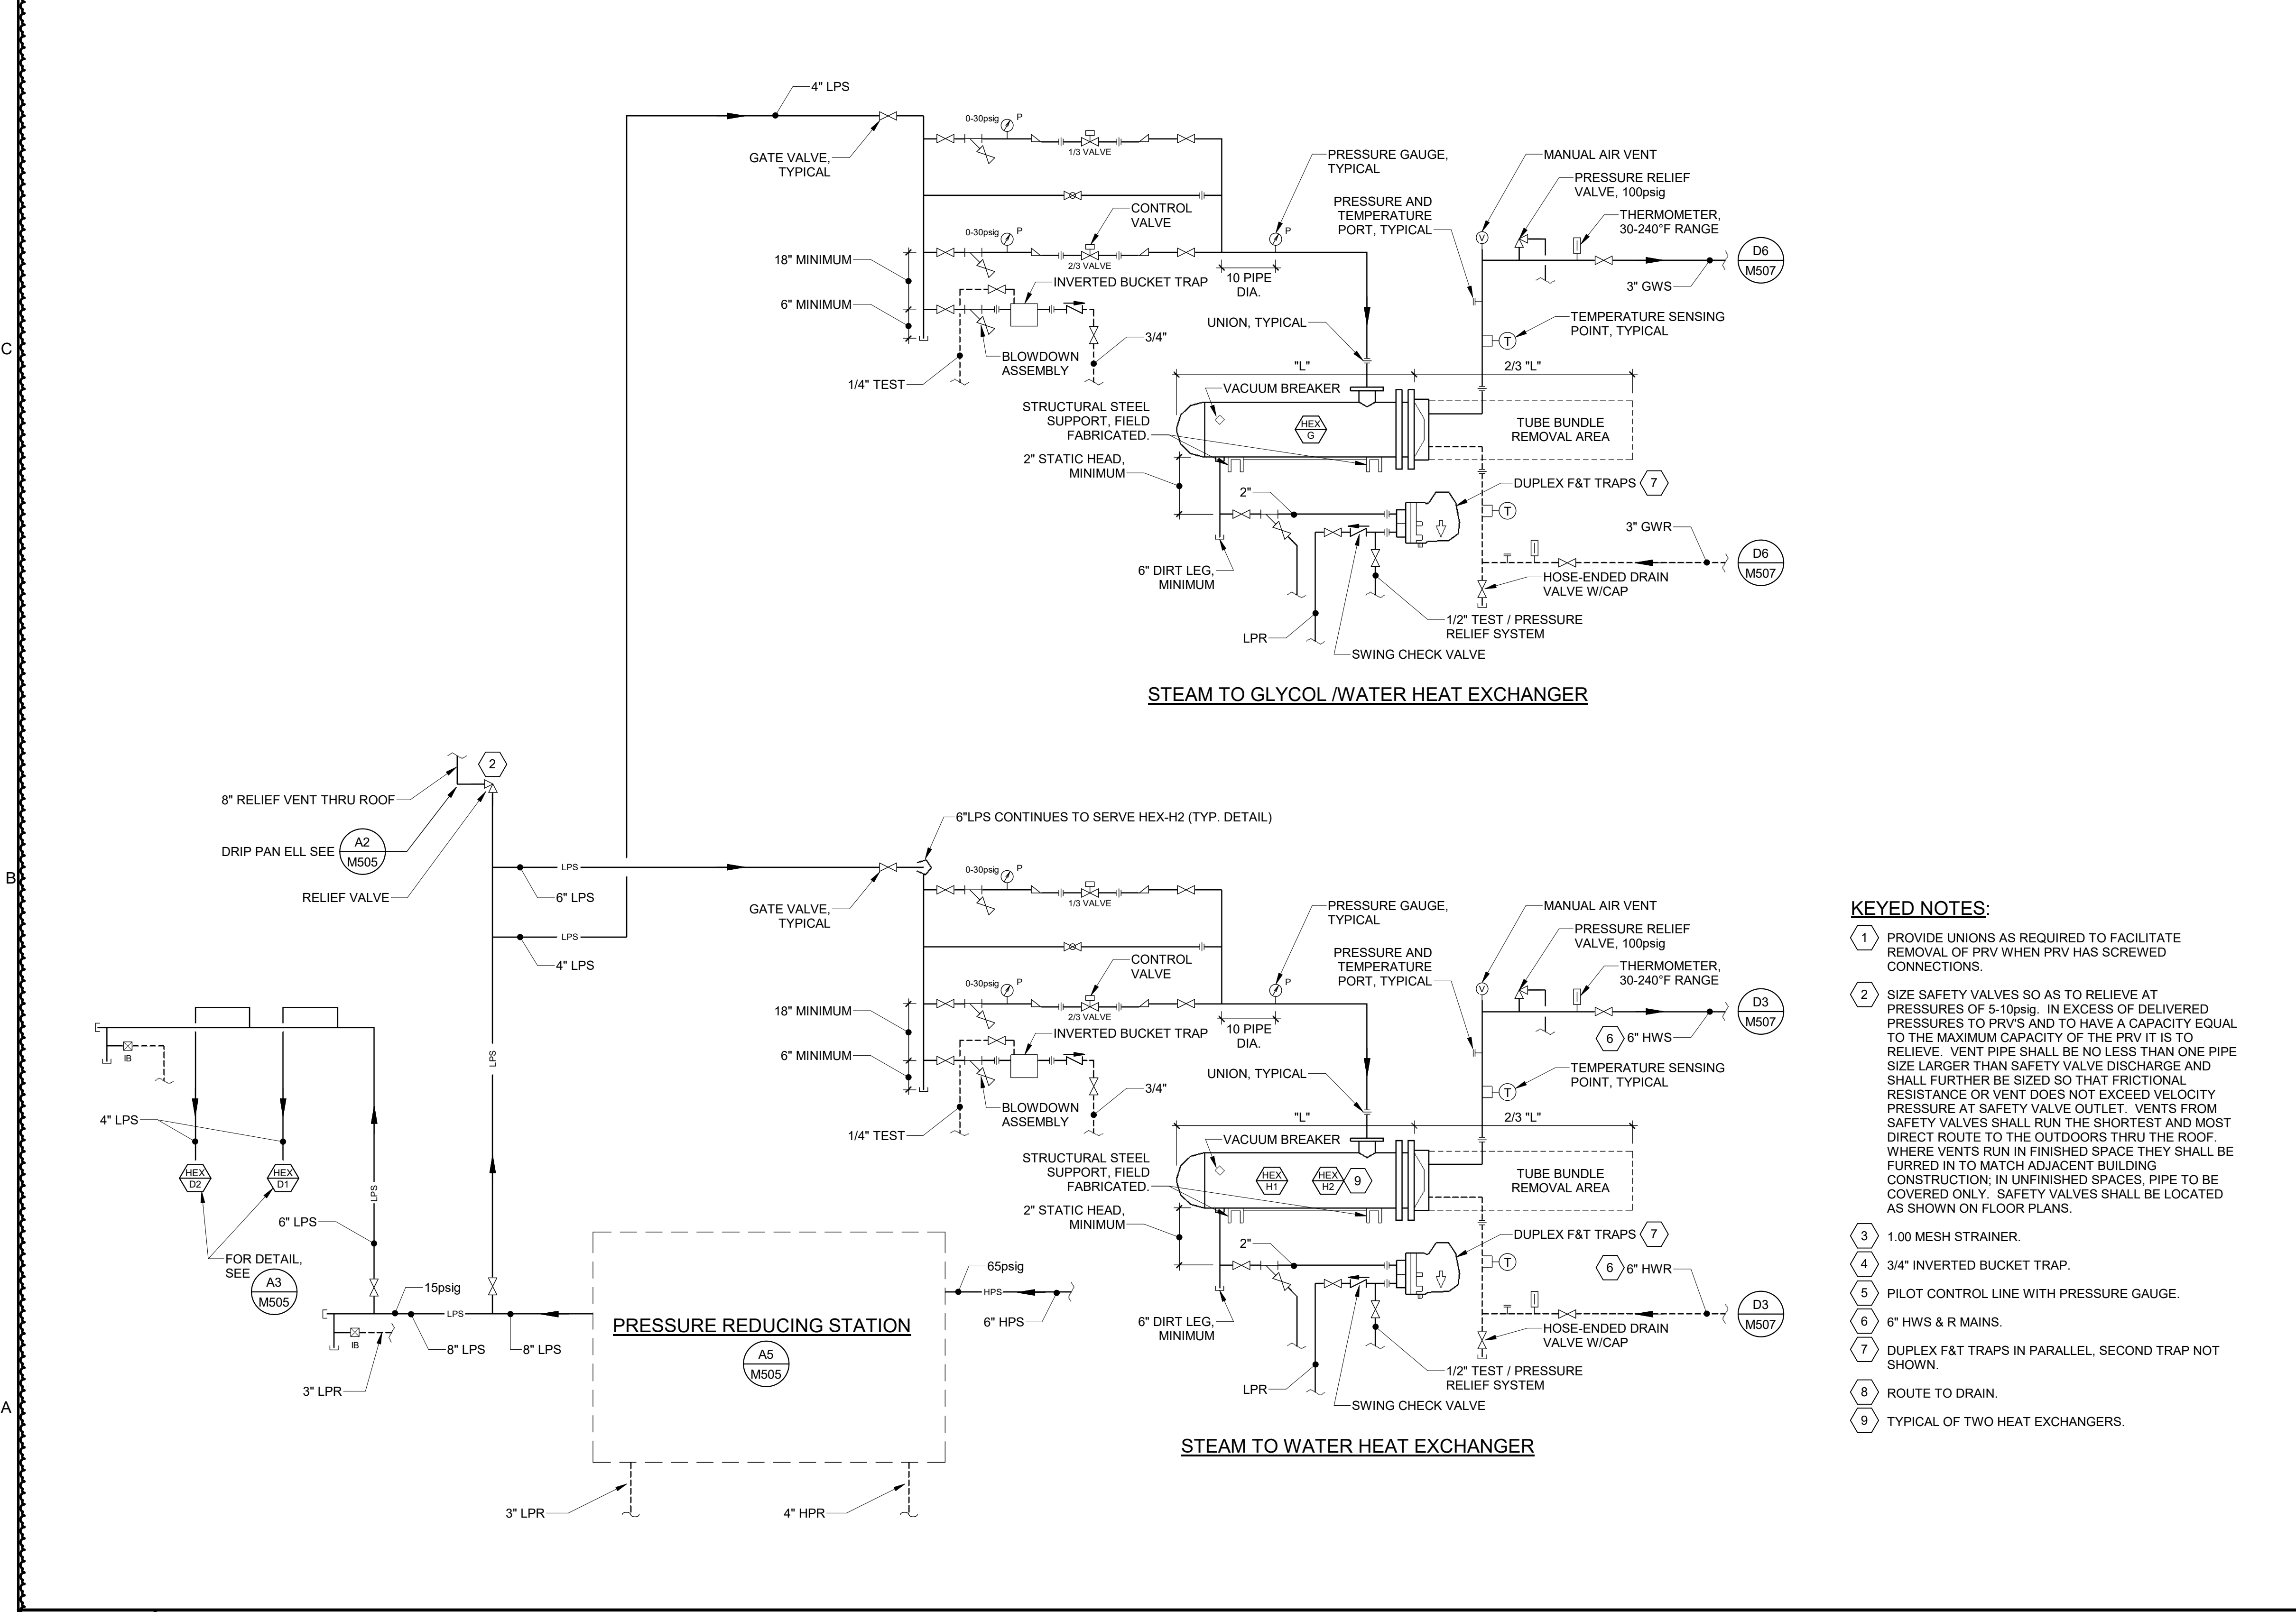 4" LPS
GATE VALVE,
TYPICAL
0-30psig
P
1/3 VALVE
CONTROL
VALVE
0-30psig
P
2/3 VALVE
18" MINIMUM
6" MINIMUM
INVERTED BUCKET TRAP
10 PIPE
DIA.
BLOWDOWN
ASSEMBLY
3/4"
1/4" TEST
PRESSURE GAUGE,
TYPICAL
P
PRESSURE AND
TEMPERATURE
PORT, TYPICAL
MANUAL AIR VENT
V
PRESSURE RELIEF
VALVE, 100psig
THERMOMETER,
30-240°F RANGE
D6
M507
3" GWS
UNION, TYPICAL
TEMPERATURE SENSING
POINT, TYPICAL
T
"L"
2/3 "L"
VACUUM BREAKER
STRUCTURAL STEEL
SUPPORT, FIELD
FABRICATED.
HEX
G
TUBE BUNDLE
REMOVAL AREA
2" STATIC HEAD,
MINIMUM
2"
DUPLEX F&T TRAPS
7
T
3" GWR
D6
M507
6" DIRT LEG,
MINIMUM
HOSE-ENDED DRAIN
VALVE W/CAP
1/2" TEST / PRESSURE
RELIEF SYSTEM
LPR
SWING CHECK VALVE
STEAM TO GLYCOL /WATER HEAT EXCHANGER
2
8" RELIEF VENT THRU ROOF
DRIP PAN ELL SEE
A2
M505
RELIEF VALVE
LPS
6" LPS
LPS
4" LPS
LPS
4" LPS
HEX
D2
HEX
D1
IB
LPS
6" LPS
FOR DETAIL,
SEE
A3
M505
15psig
LPS
IB
8" LPS
8" LPS
3" LPR
PRESSURE REDUCING STATION
A5
M505
65psig
HPS
6" HPS
3" LPR
4" HPR
6"LPS CONTINUES TO SERVE HEX-H2 (TYP. DETAIL)
GATE VALVE,
TYPICAL
0-30psig
P
1/3 VALVE
CONTROL
VALVE
0-30psig
P
2/3 VALVE
18" MINIMUM
6" MINIMUM
INVERTED BUCKET TRAP
10 PIPE
DIA.
BLOWDOWN
ASSEMBLY
3/4"
1/4" TEST
PRESSURE GAUGE,
TYPICAL
P
PRESSURE AND
TEMPERATURE
PORT, TYPICAL
MANUAL AIR VENT
V
PRESSURE RELIEF
VALVE, 100psig
THERMOMETER,
30-240°F RANGE
D3
M507
6
6" HWS
UNION, TYPICAL
TEMPERATURE SENSING
POINT, TYPICAL
T
"L"
2/3 "L"
VACUUM BREAKER
STRUCTURAL STEEL
SUPPORT, FIELD
FABRICATED.
HEX
H1
HEX
H2
9
TUBE BUNDLE
REMOVAL AREA
2" STATIC HEAD,
MINIMUM
2"
DUPLEX F&T TRAPS
7
T
6
6" HWR
D3
M507
6" DIRT LEG,
MINIMUM
HOSE-ENDED DRAIN
VALVE W/CAP
1/2" TEST / PRESSURE
RELIEF SYSTEM
LPR
SWING CHECK VALVE
STEAM TO WATER HEAT EXCHANGER
KEYED NOTES:
1 PROVIDE UNIONS AS REQUIRED TO FACILITATE
REMOVAL OF PRV WHEN PRV HAS SCREWED
CONNECTIONS.
2 SIZE SAFETY VALVES SO AS TO RELIEVE AT
PRESSURES OF 5-10psig. IN EXCESS OF DELIVERED
PRESSURES TO PRV'S AND TO HAVE A CAPACITY EQUAL
TO THE MAXIMUM CAPACITY OF THE PRV IT IS TO
RELIEVE. VENT PIPE SHALL BE NO LESS THAN ONE PIPE
SIZE LARGER THAN SAFETY VALVE DISCHARGE AND
SHALL FURTHER BE SIZED SO THAT FRICTIONAL
RESISTANCE OR VENT DOES NOT EXCEED VELOCITY
PRESSURE AT SAFETY VALVE OUTLET. VENTS FROM
SAFETY VALVES SHALL RUN THE SHORTEST AND MOST
DIRECT ROUTE TO THE OUTDOORS THRU THE ROOF.
WHERE VENTS RUN IN FINISHED SPACE THEY SHALL BE
FURRED IN TO MATCH ADJACENT BUILDING
CONSTRUCTION; IN UNFINISHED SPACES, PIPE TO BE
COVERED ONLY. SAFETY VALVES SHALL BE LOCATED
AS SHOWN ON FLOOR PLANS.
3 1.00 MESH STRAINER.
4 3/4" INVERTED BUCKET TRAP.
5 PILOT CONTROL LINE WITH PRESSURE GAUGE.
6 6" HWS & R MAINS.
7 DUPLEX F&T TRAPS IN PARALLEL, SECOND TRAP NOT
SHOWN.
8 ROUTE TO DRAIN.
9 TYPICAL OF TWO HEAT EXCHANGERS.
C
B
A